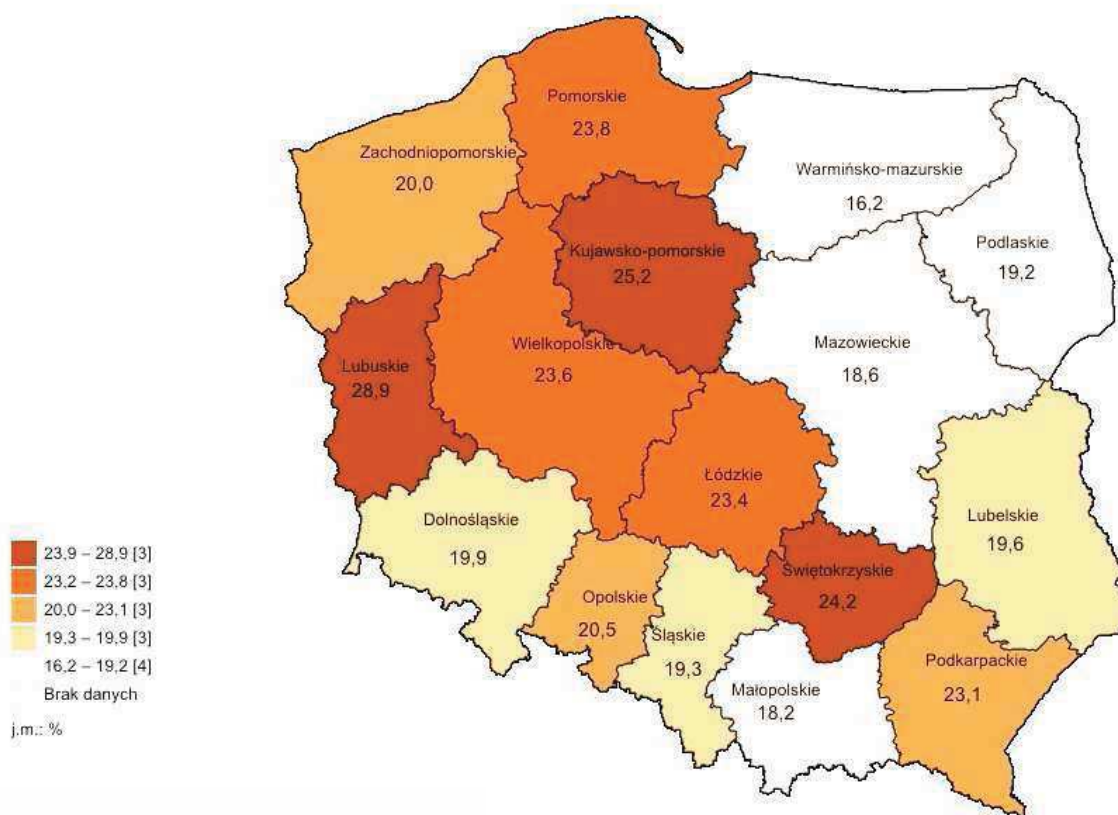 Pomorskie
23,8
Zachodniopomorskie
20,0
Warmińsko-mazurskie
16,2
Podlaskie
19,2
Kujawsko-pomorskie
25,2
Mazowieckie
18,6
Wielkopolskie
23,6
Lubuskie
28,9
Łódzkie
23,4
Dolnośląskie
19,9
Lubelskie
19,6
Świętokrzyskie
24,2
Opolskie
20,5
Śląskie
19,3
Podkarpackie
23,1
Małopolskie
18,2
23.9 – 28.9 [3]
23.2 – 23.8 [3]
20.0 – 23.1 [3]
19.3 – 19.9 [3]
16.2 – 19.2 [4]
Brak danych
j.m.: %